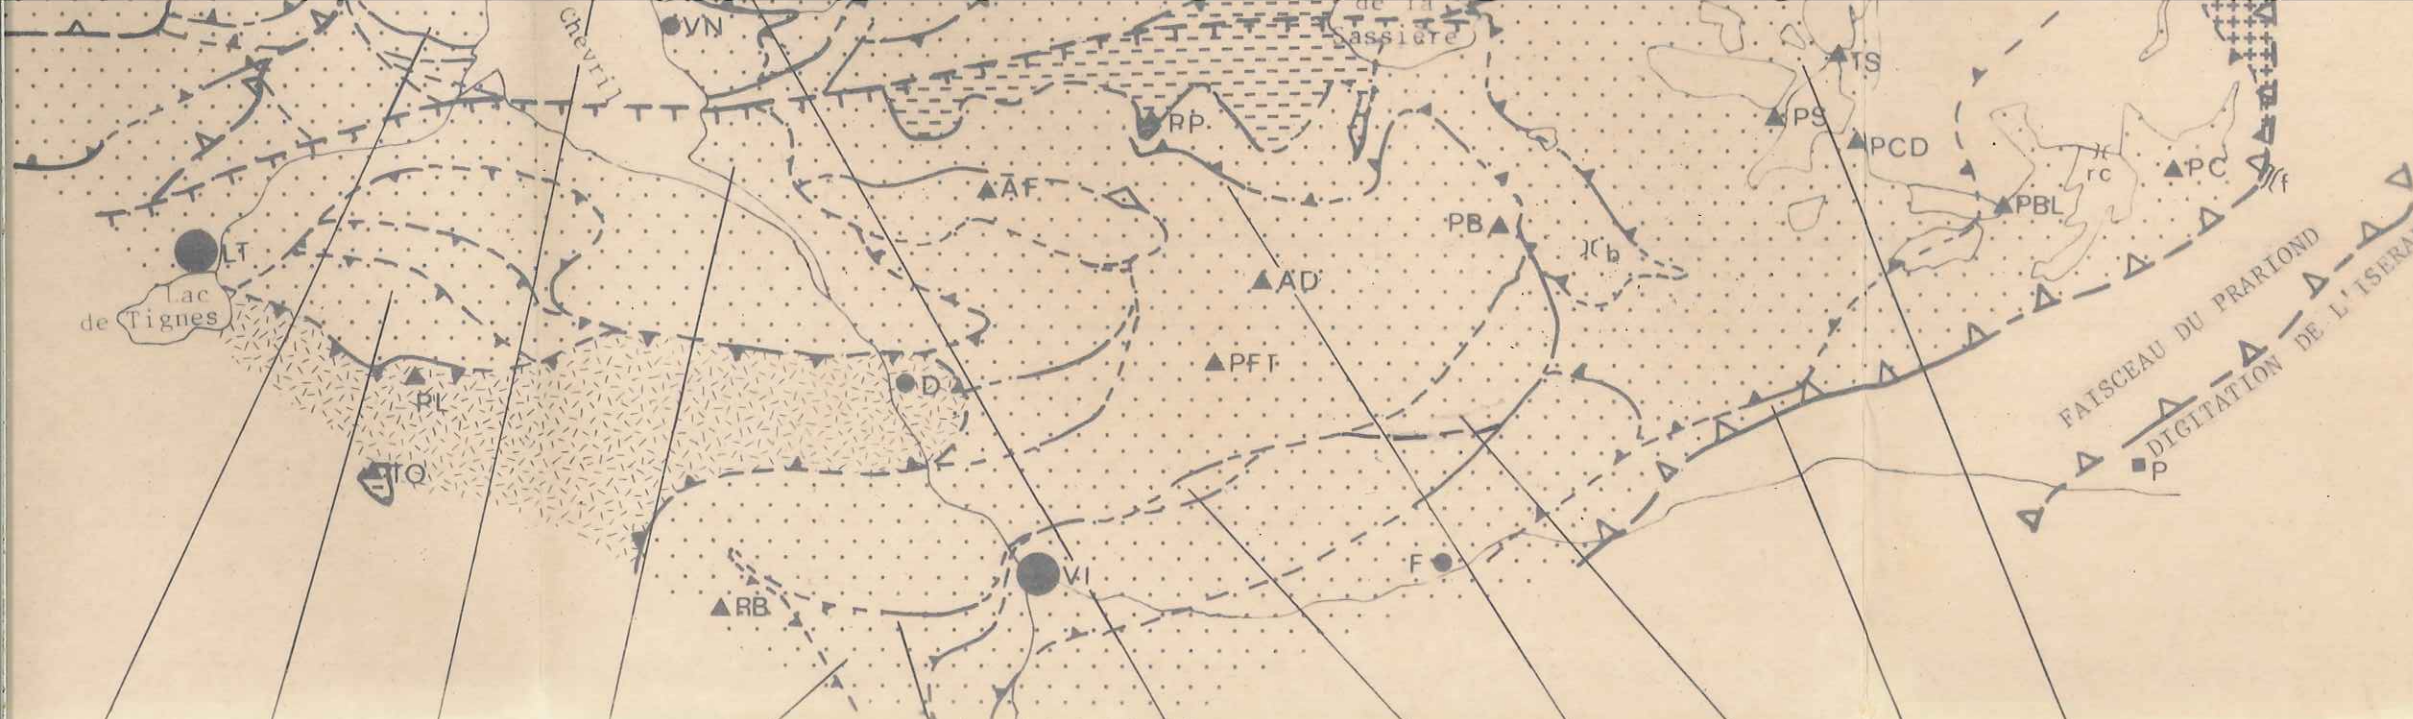 de la
Sassière
Chevril
VN
TS
PS
PCD
RP
PC
rc
f
AF
PBL
PB
b
LT
AD
Lac
de Tignes
PFT
D
PL
FAISCEAU DU PRARIOND
DIGITATION DE L'ISERA
P
TQ
VI
F
RB